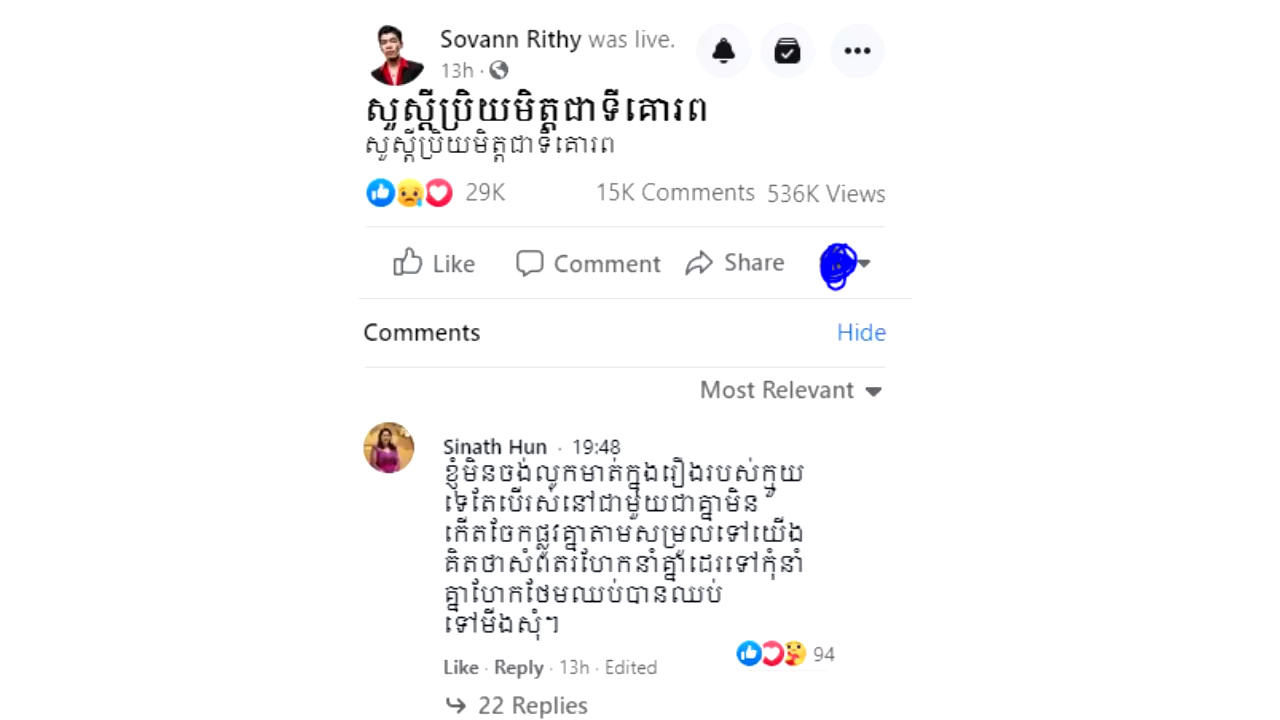 Sovann Rithy was live.
13h ·
សួស្តីប្រិយមិត្តជាទីគោរព
សួស្តីប្រិយមិត្តជាទីគោរព
29K 15K Comments 536K Views
Like Comment Share
Comments Hide
Most Relevant
Sinath Hun · 19:48
ខ្ញុំមិនចង់លូកមាត់ក្នុងរឿងរបស់ក្មួយ
ទេតែបើរស់នៅជាមួយជាគ្នាមិន
កើតចែកផ្លូវគ្នាតាមសម្រួលទៅយើង
គិតថាសំពត់រហែកនាំគ្នាដេរទៅកុំនាំ
គ្នាហែកថែមឈប់បានឈប់
ទៅមីងសុំៗ
94
Like · Reply · 13h · Edited
22 Replies